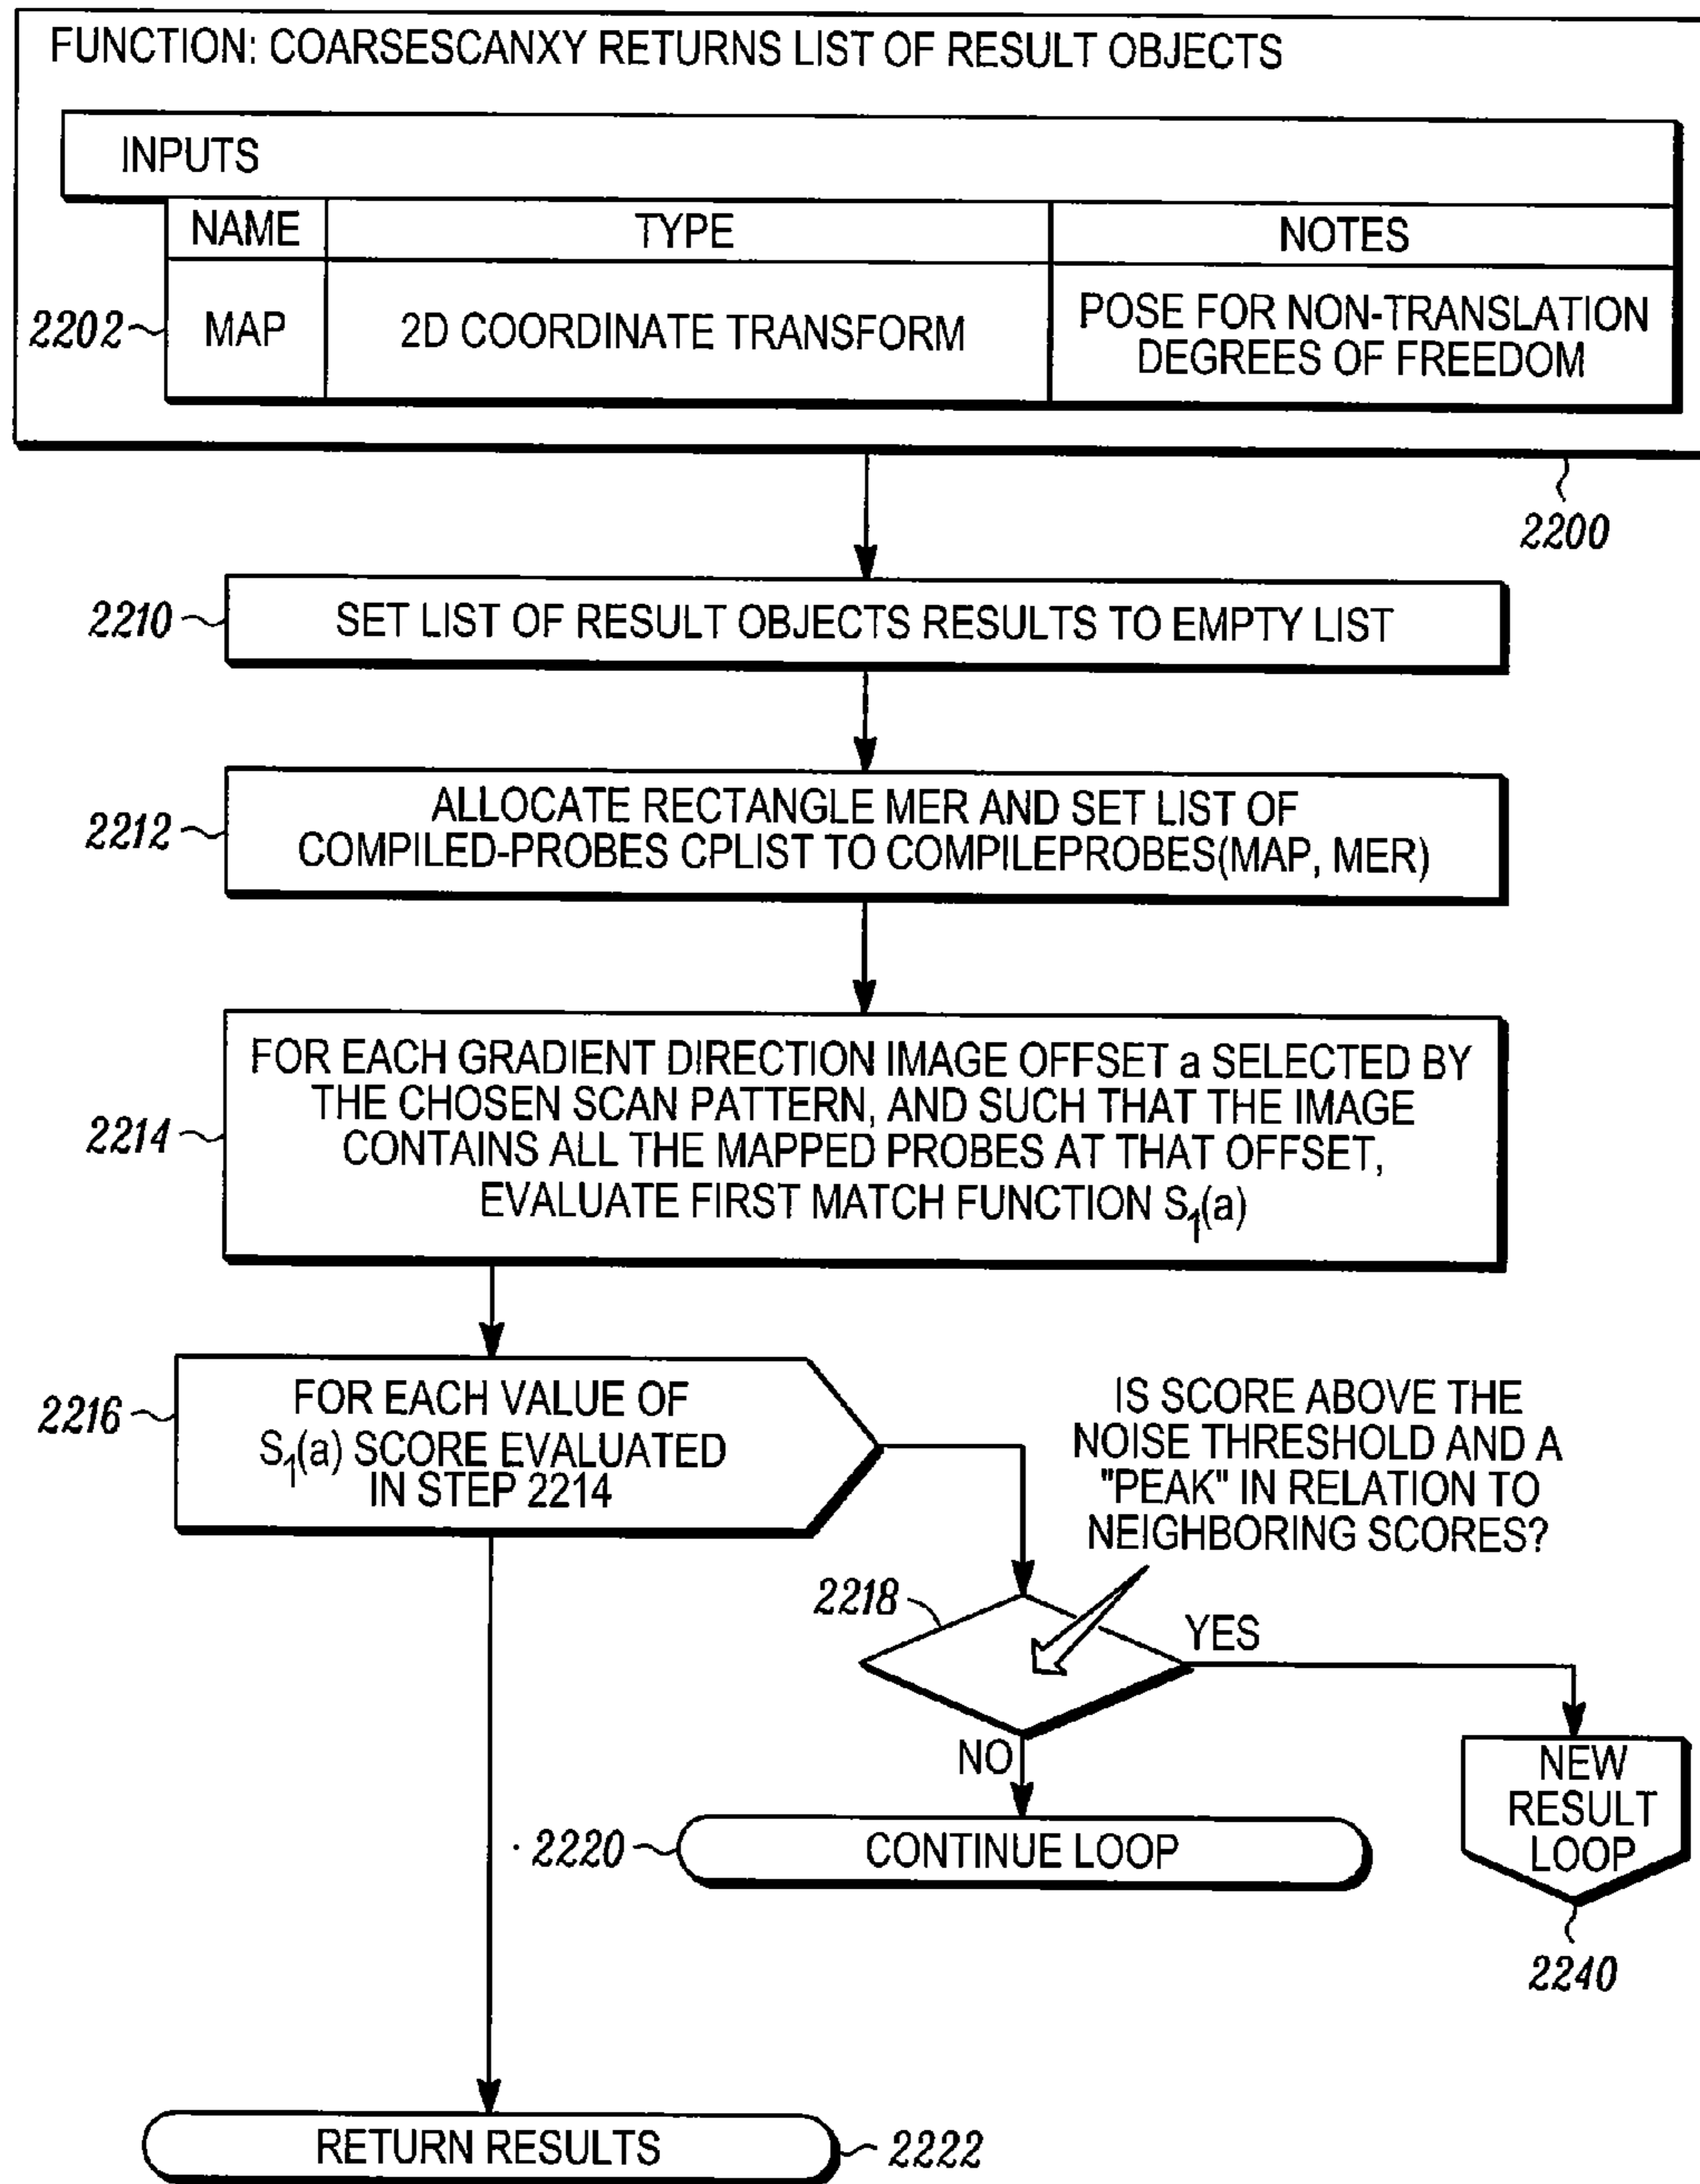 FUNCTION: COARSESCANXY RETURNS LIST OF RESULT OBJECTS
INPUTS
NAME TYPE NOTES
2202 MAP 2D COORDINATE TRANSFORM POSE FOR NON-TRANSLATION
DEGREES OF FREEDOM
2200
2210 SET LIST OF RESULT OBJECTS RESULTS TO EMPTY LIST
2212 ALLOCATE RECTANGLE MER AND SET LIST OF
COMPILED-PROBES CPLIST TO COMPILEPROBES(MAP, MER)
2214 FOR EACH GRADIENT DIRECTION IMAGE OFFSET a SELECTED BY
THE CHOSEN SCAN PATTERN, AND SUCH THAT THE IMAGE
CONTAINS ALL THE MAPPED PROBES AT THAT OFFSET,
EVALUATE FIRST MATCH FUNCTION S₁(a)
2216 FOR EACH VALUE OF
S₁(a) SCORE EVALUATED
IN STEP 2214
IS SCORE ABOVE THE
NOISE THRESHOLD AND A
"PEAK" IN RELATION TO
NEIGHBORING SCORES?
2218
YES
NO
NEW
RESULT
LOOP
2220 CONTINUE LOOP
2240
RETURN RESULTS 2222